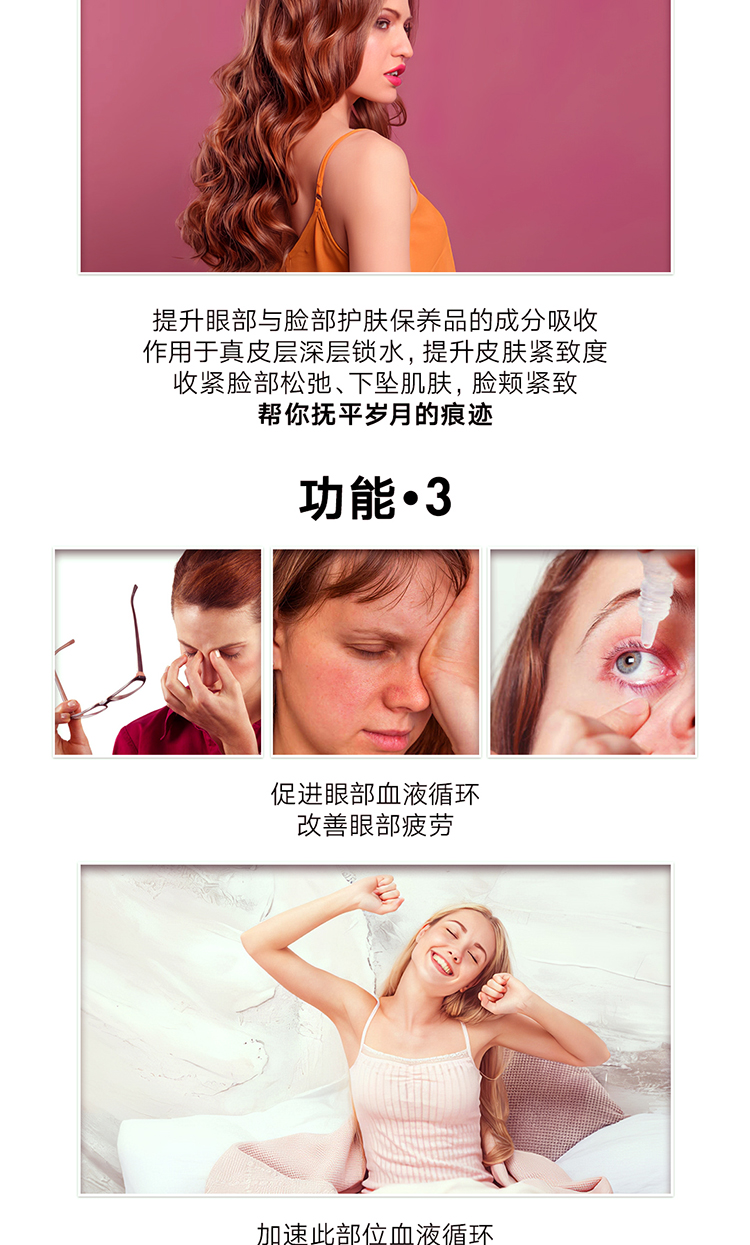 提升眼部与脸部护肤保养品的成分吸收
作用于真皮层深层锁水，提升皮肤紧致度
收紧脸部松弛、下坠肌肤，脸颊紧致
帮你抚平岁月的痕迹
功能•3
促进眼部血液循环
改善眼部疲劳
加速此部位血液循环